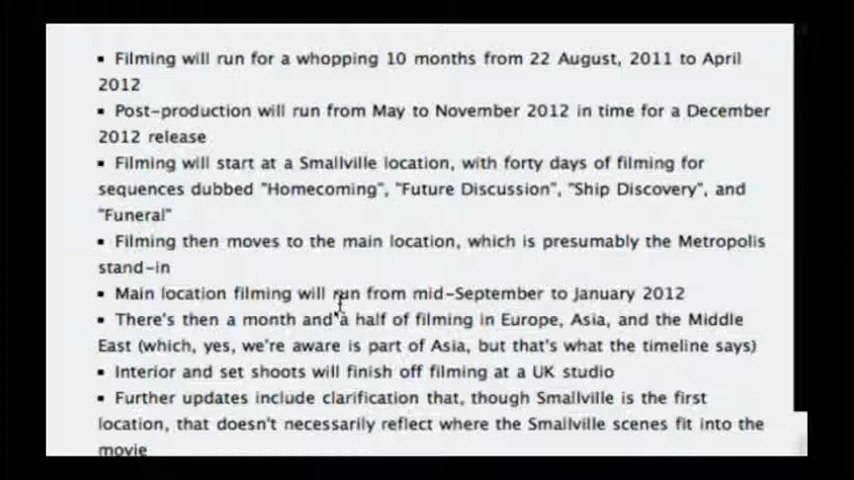 ▪ Filming will run for a whopping 10 months from 22 August, 2011 to April
2012
▪ Post-production will run from May to November 2012 in time for a December
2012 release
▪ Filming will start at a Smallville location, with forty days of filming for
sequences dubbed "Homecoming", "Future Discussion", "Ship Discovery", and
"Funeral"
▪ Filming then moves to the main location, which is presumably the Metropolis
stand-in
▪ Main location filming will run from mid-September to January 2012
▪ There's then a month and a half of filming in Europe, Asia, and the Middle
East (which, yes, we're aware is part of Asia, but that's what the timeline says)
▪ Interior and set shoots will finish off filming at a UK studio
▪ Further updates include clarification that, though Smallville is the first
location, that doesn't necessarily reflect where the Smallville scenes fit into the
movie